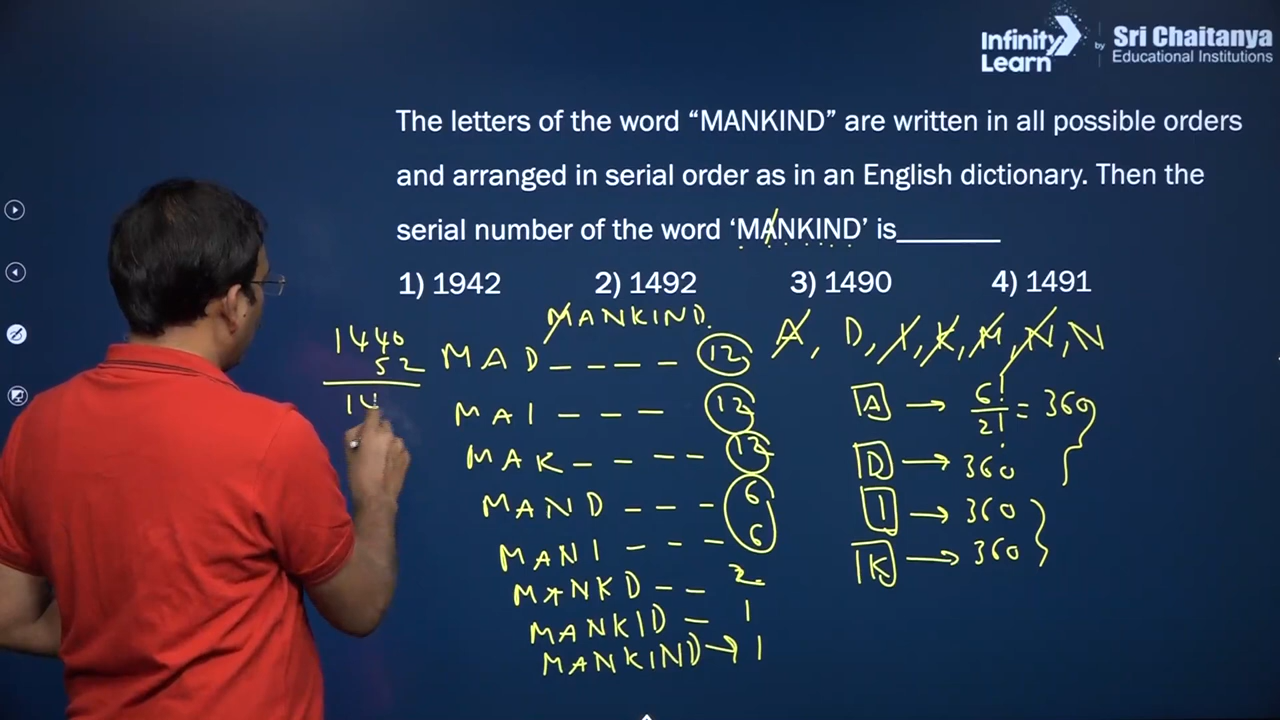 Infinity Learn by Sri Chaitanya Educational Institutions
The letters of the word “MANKIND” are written in all possible orders
and arranged in serial order as in an English dictionary. Then the
serial number of the word ‘MANKIND’ is______
1) 1942 2) 1492 3) 1490 4) 1491
MANKIND.
A, D, I, K, M, N, N
1440
52
14
MAD _ _ _ _ 12
MAI _ _ _ 12
MAK _ _ _ _ 12
MAND _ _ _ 6
MANI _ _ _ 6
MANKD _ _ 2
MANKID _ 1
MANKIND → 1
A → 6!/2! = 360
D → 360
I → 360
K → 360